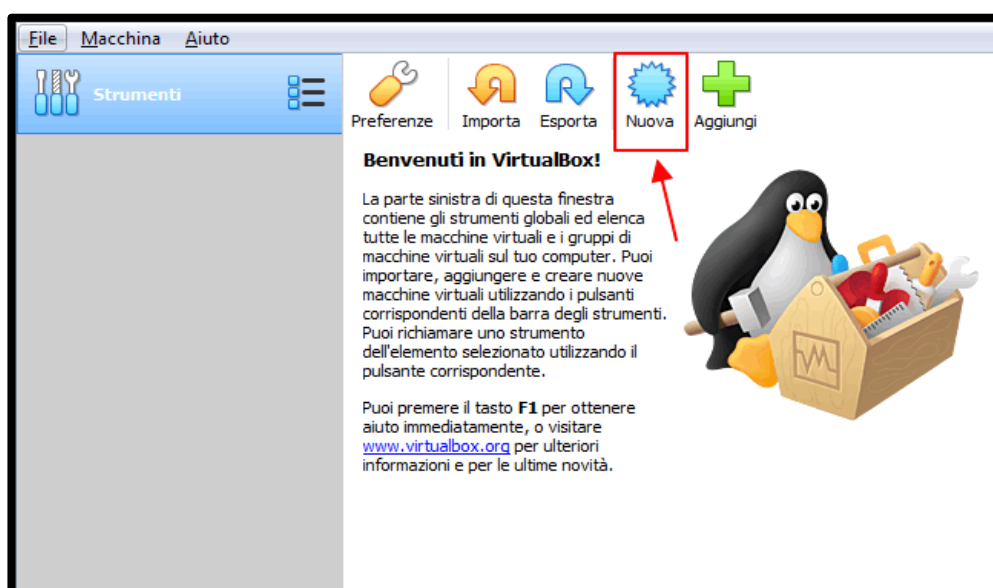 File Macchina Aiuto
Strumenti
Preferenze Importa Esporta Nuova Aggiungi
Benvenuti in VirtualBox!
La parte sinistra di questa finestra
contiene gli strumenti globali ed elenca
tutte le macchine virtuali e i gruppi di
macchine virtuali sul tuo computer. Puoi
importare, aggiungere e creare nuove
macchine virtuali utilizzando i pulsanti
corrispondenti della barra degli strumenti.
Puoi richiamare uno strumento
dell'elemento selezionato utilizzando il
pulsante corrispondente.
Puoi premere il tasto F1 per ottenere
aiuto immediatamente, o visitare
www.virtualbox.org per ulteriori
informazioni e per le ultime novità.